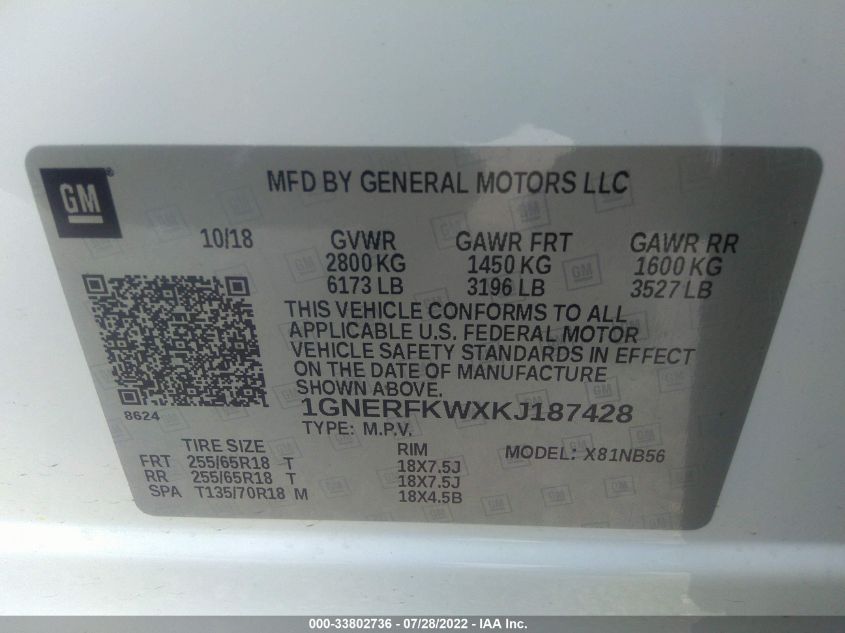 GM®
MFD BY GENERAL MOTORS LLC
10/18 GVWR GAWR FRT GAWR RR
2800 KG 1450 KG 1600 KG
6173 LB 3196 LB 3527 LB
THIS VEHICLE CONFORMS TO ALL
APPLICABLE U.S. FEDERAL MOTOR
VEHICLE SAFETY STANDARDS IN EFFECT
ON THE DATE OF MANUFACTURE
SHOWN ABOVE.
8624
1GNERFKWXKJ187428
TYPE: M.P.V.
TIRE SIZE RIM MODEL: X81NB56
FRT 255/65R18 T 18X7.5J
RR 255/65R18 T 18X7.5J
SPA T135/70R18 M 18X4.5B
000-33802736 - 07/28/2022 - IAA Inc.